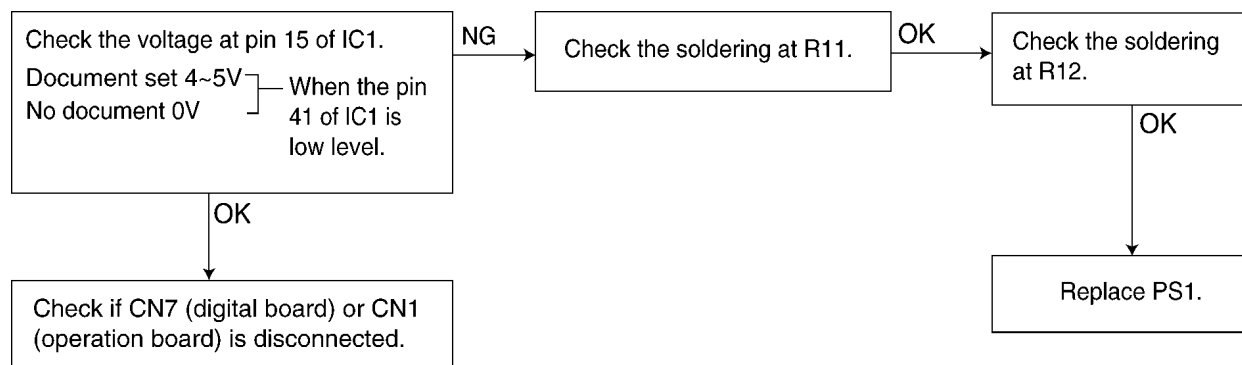 Check the voltage at pin 15 of IC1.
Document set 4~5V
No document 0V
When the pin
41 of IC1 is
low level.
NG
Check the soldering at R11.
OK
Check the soldering
at R12.
OK
Replace PS1.
OK
Check if CN7 (digital board) or CN1
(operation board) is disconnected.